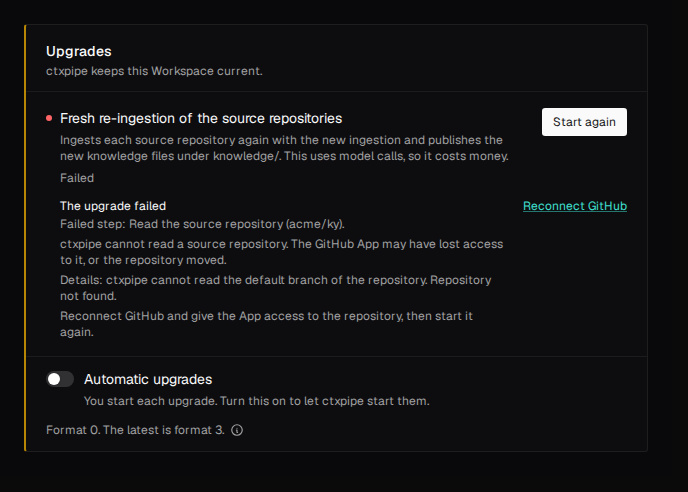 Upgrades
ctxpipe keeps this Workspace current.
Fresh re-ingestion of the source repositories
Start again
Ingests each source repository again with the new ingestion and publishes the
new knowledge files under knowledge/. This uses model calls, so it costs money.
Failed
The upgrade failed
Reconnect GitHub
Failed step: Read the source repository (acme/ky).
ctxpipe cannot read a source repository. The GitHub App may have lost access
to it, or the repository moved.
Details: ctxpipe cannot read the default branch of the repository. Repository
not found.
Reconnect GitHub and give the App access to the repository, then start it
again.
Automatic upgrades
You start each upgrade. Turn this on to let ctxpipe start them.
Format 0. The latest is format 3.